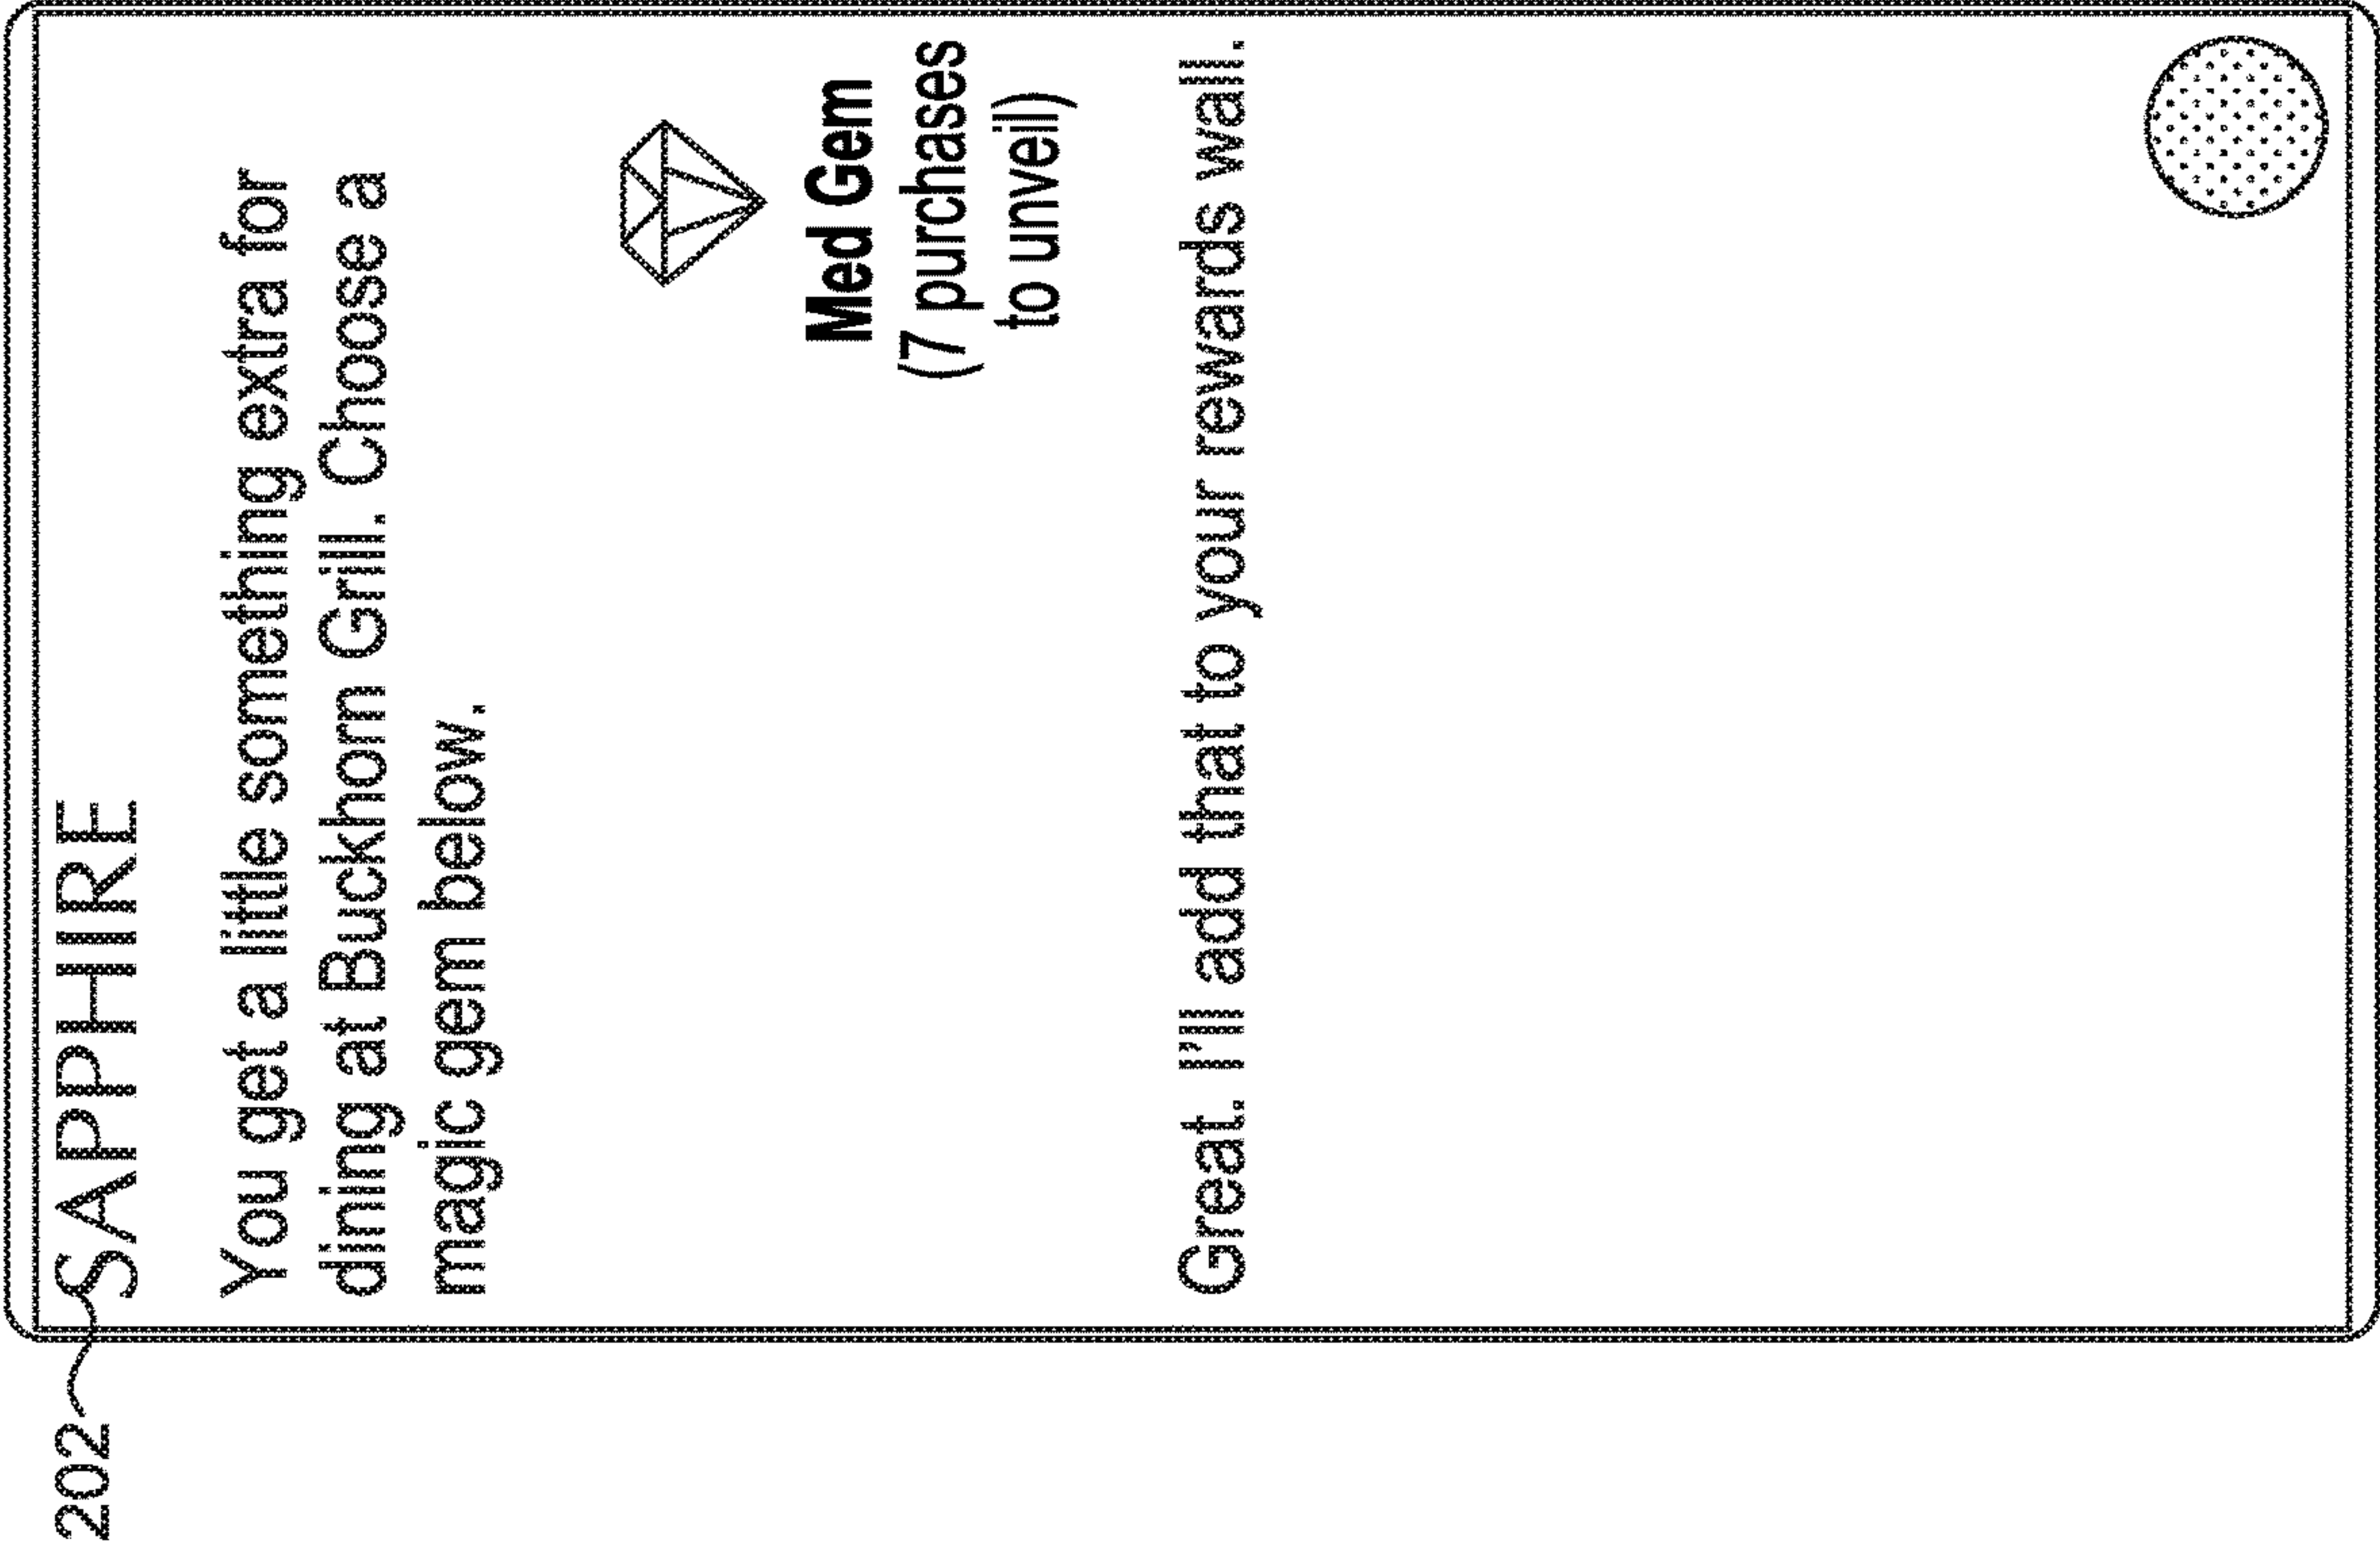 202
SAPPHIRE
You get a little something extra for
dining at Buckhorn Grill. Choose a
magic gem below.
Med Gem
(7 purchases
to unveil)
Great. I'll add that to your rewards wall.